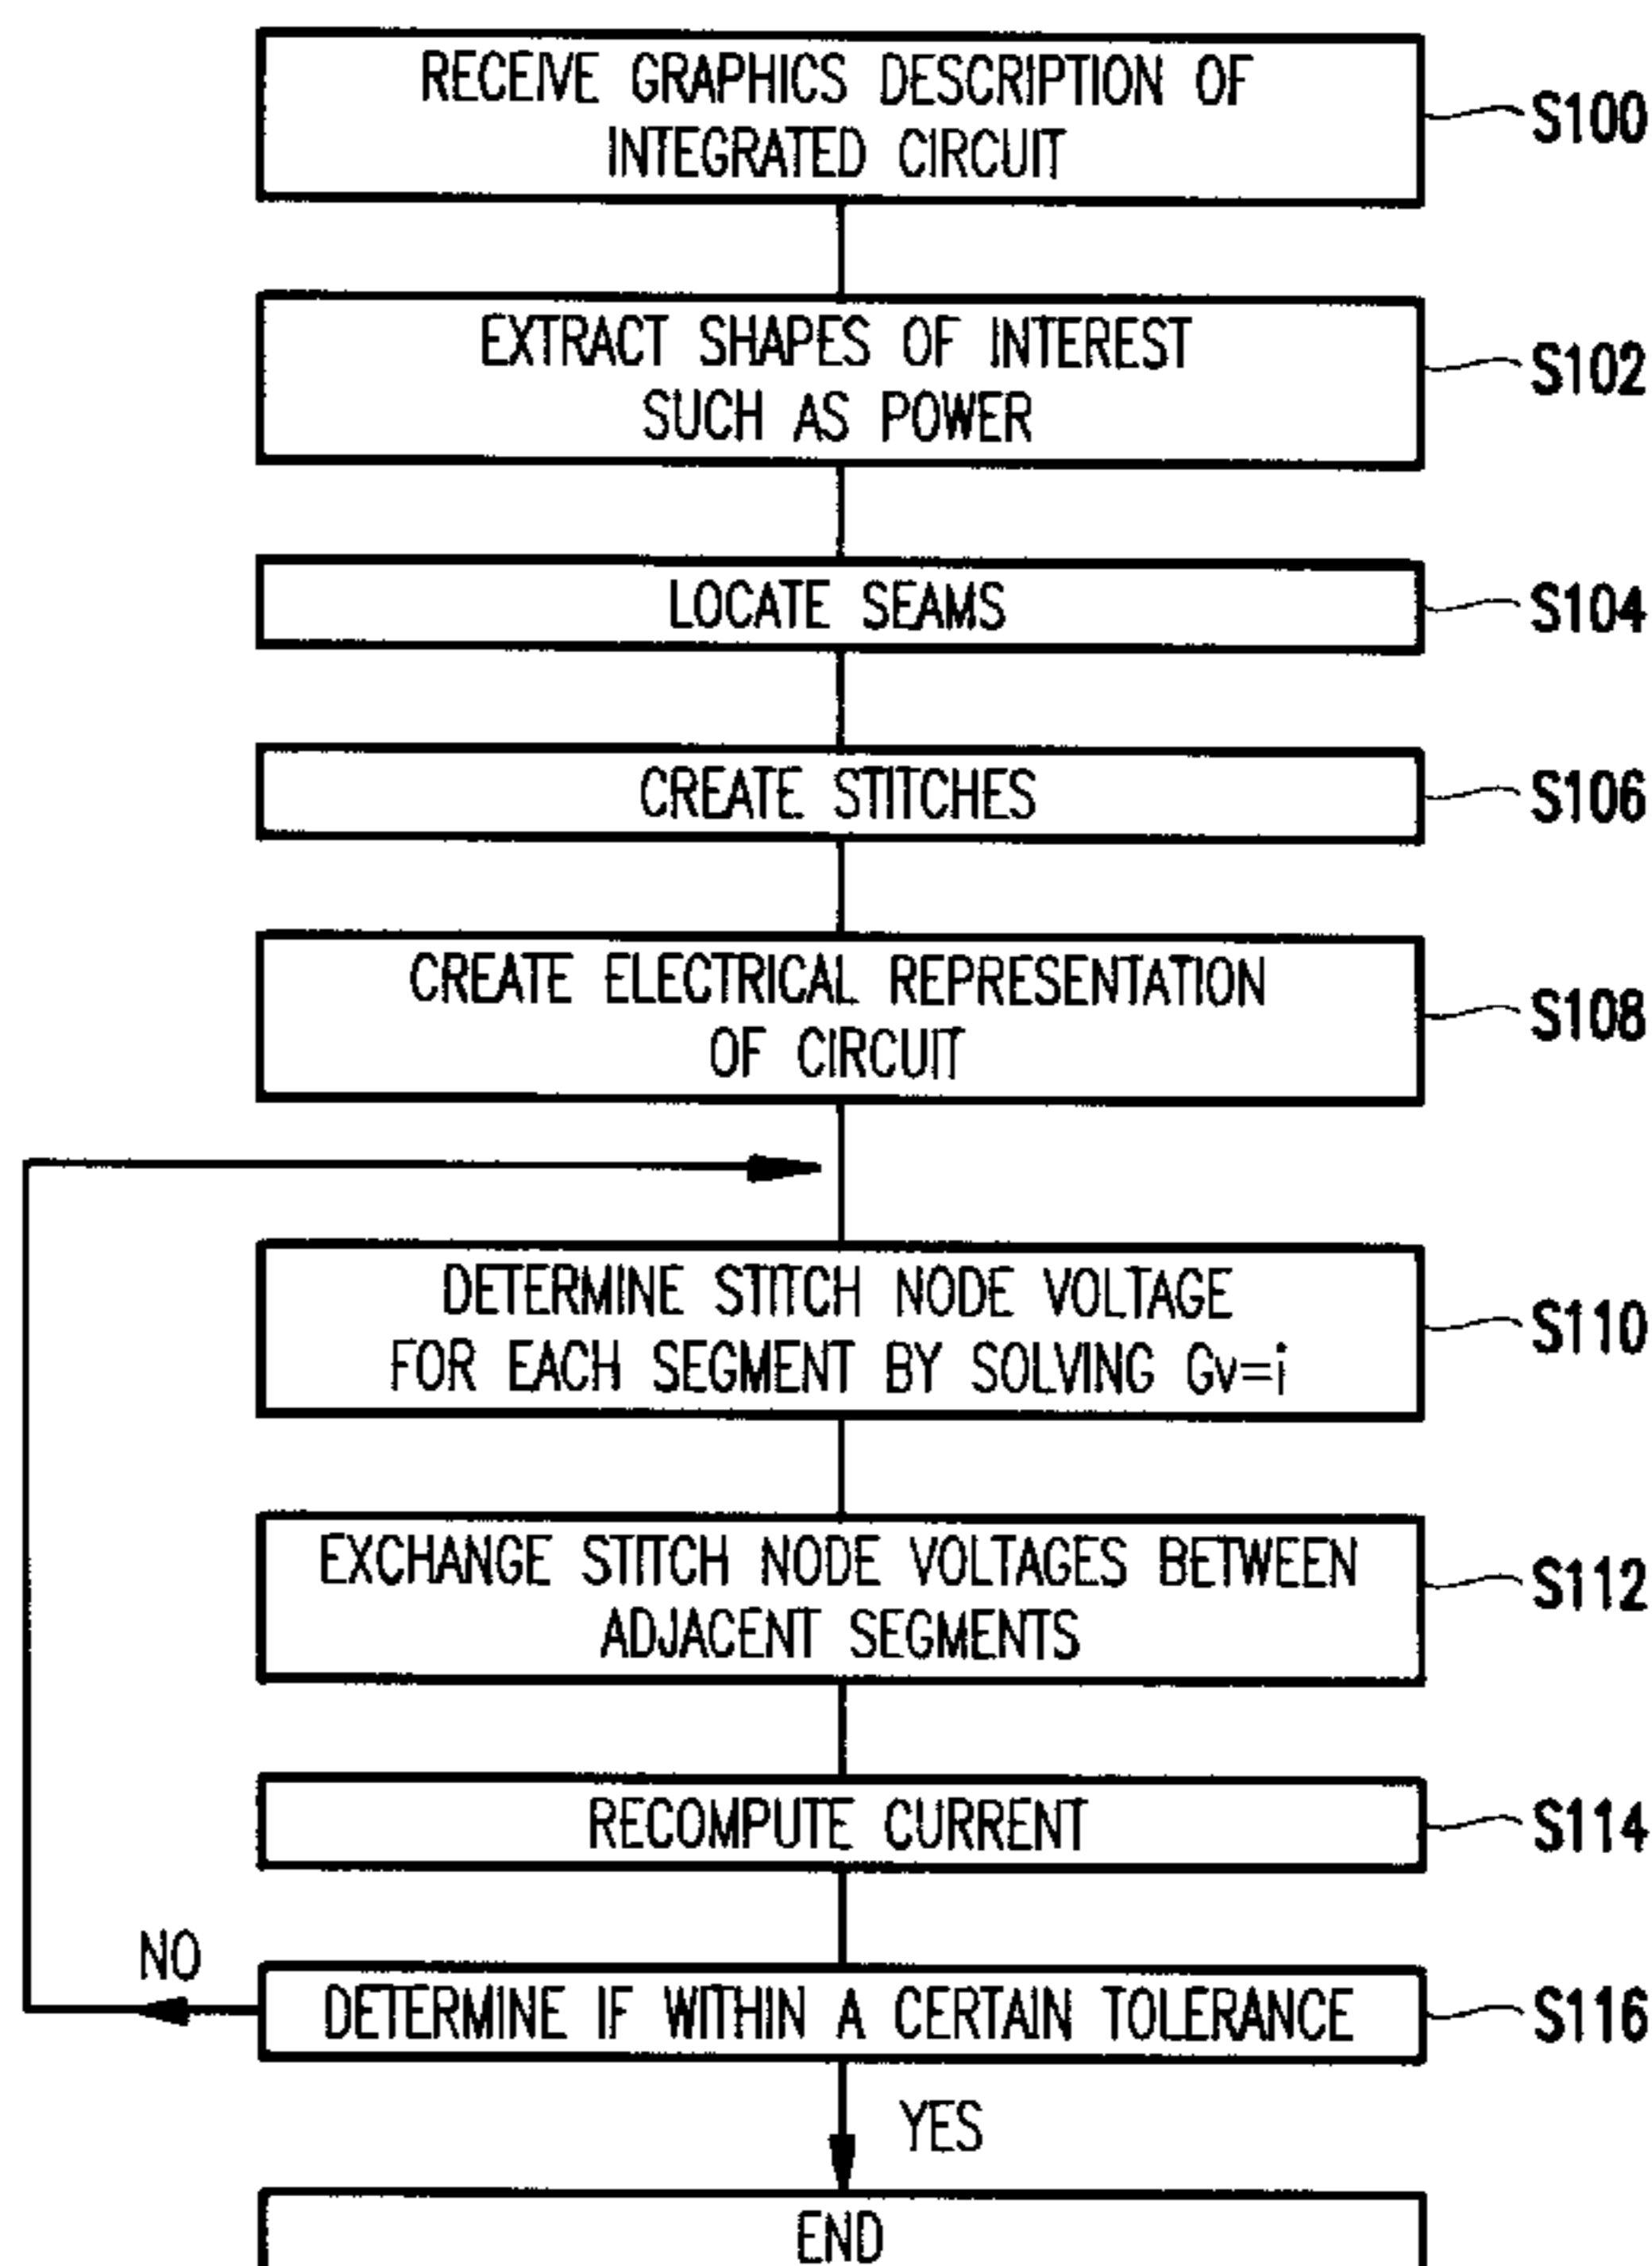 RECEIVE GRAPHICS DESCRIPTION OF
INTEGRATED CIRCUIT
S100
EXTRACT SHAPES OF INTEREST
SUCH AS POWER
S102
LOCATE SEAMS
S104
CREATE STITCHES
S106
CREATE ELECTRICAL REPRESENTATION
OF CIRCUIT
S108
DETERMINE STITCH NODE VOLTAGE
FOR EACH SEGMENT BY SOLVING Gv=i
S110
EXCHANGE STITCH NODE VOLTAGES BETWEEN
ADJACENT SEGMENTS
S112
RECOMPUTE CURRENT
S114
NO
DETERMINE IF WITHIN A CERTAIN TOLERANCE
S116
YES
END